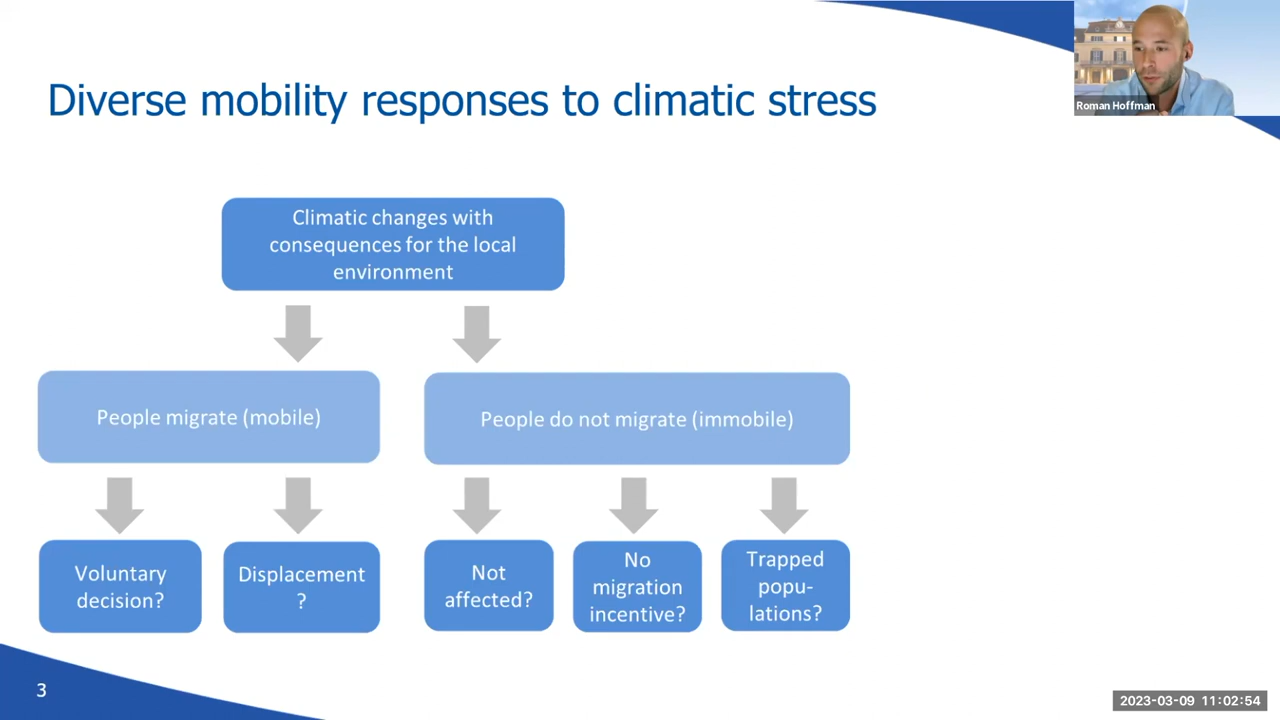 Diverse mobility responses to climatic stress
Roman Hoffman
Climatic changes with
consequences for the local
environment
People migrate (mobile)
People do not migrate (immobile)
Voluntary
decision?
Displacement
?
Not
affected?
No
migration
incentive?
Trapped
popu-
lations?
3
2023-03-09 11:02:54